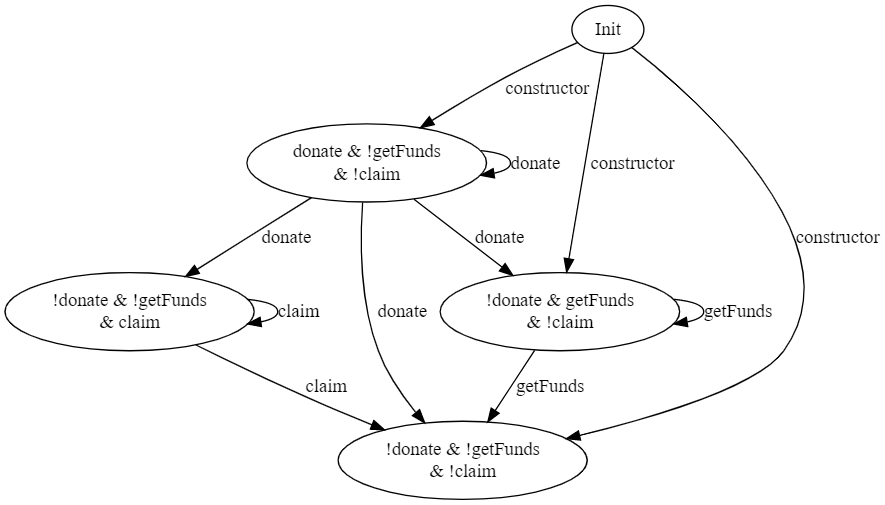 Init
constructor
donate & !getFunds
& !claim
donate
constructor
donate
donate
constructor
!donate & !getFunds
& claim
claim
donate
!donate & getFunds
& !claim
getFunds
claim
getFunds
!donate & !getFunds
& !claim